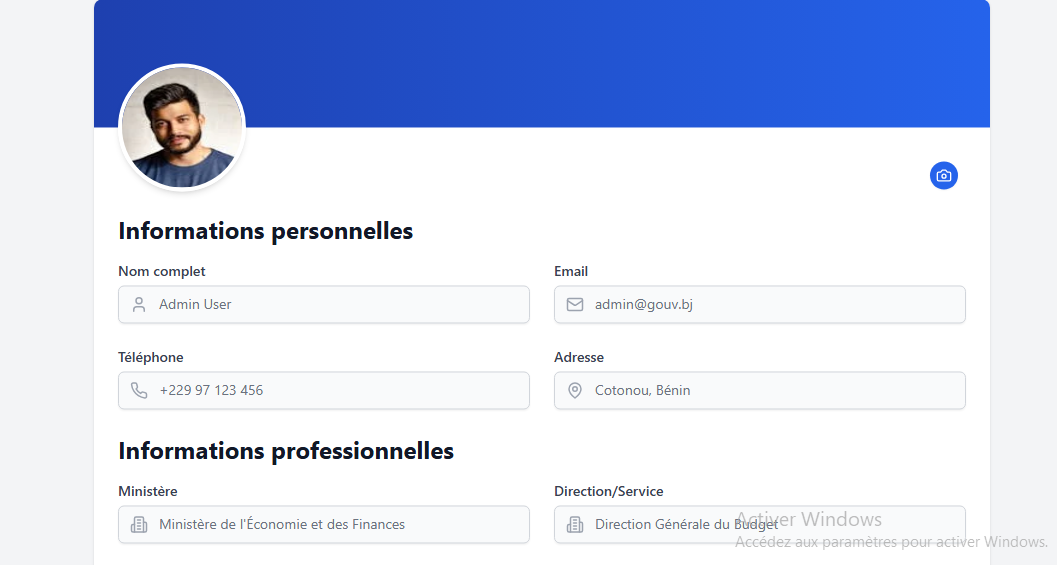 Informations personnelles
Nom complet
Email
Admin User
admin@gouv.bj
Téléphone
Adresse
+229 97 123 456
Cotonou, Bénin
Informations professionnelles
Ministère
Direction/Service
Ministère de l'Économie et des Finances
Direction Générale du Budget
Activer Windows
Accédez aux paramètres pour activer Windows.